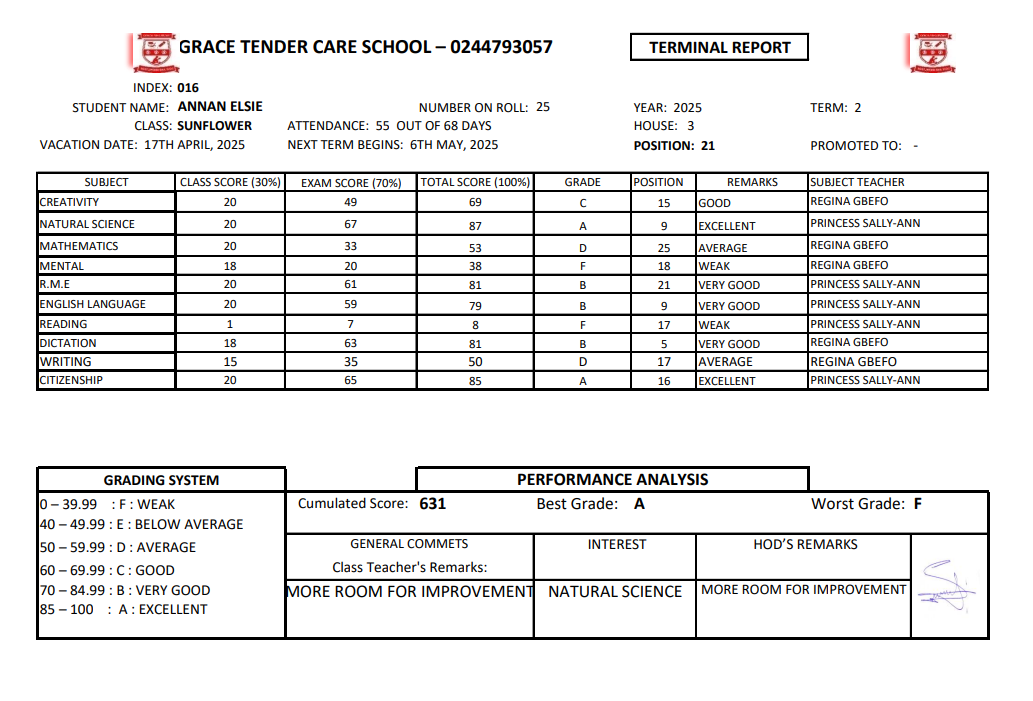 GRACE TENDER CARE SCHOOL – 0244793057
TERMINAL REPORT
INDEX: 016
STUDENT NAME: ANNAN ELSIE NUMBER ON ROLL: 25 YEAR: 2025 TERM: 2
CLASS: SUNFLOWER ATTENDANCE: 55 OUT OF 68 DAYS HOUSE: 3
VACATION DATE: 17TH APRIL, 2025 NEXT TERM BEGINS: 6TH MAY, 2025 POSITION: 21 PROMOTED TO: -
SUBJECT CLASS SCORE (30%) EXAM SCORE (70%) TOTAL SCORE (100%) GRADE POSITION REMARKS SUBJECT TEACHER
CREATIVITY 20 49 69 C 15 GOOD REGINA GBEFO
NATURAL SCIENCE 20 67 87 A 9 EXCELLENT PRINCESS SALLY-ANN
MATHEMATICS 20 33 53 D 25 AVERAGE REGINA GBEFO
MENTAL 18 20 38 F 18 WEAK REGINA GBEFO
R.M.E 20 61 81 B 21 VERY GOOD PRINCESS SALLY-ANN
ENGLISH LANGUAGE 20 59 79 B 9 VERY GOOD PRINCESS SALLY-ANN
READING 1 7 8 F 17 WEAK PRINCESS SALLY-ANN
DICTATION 18 63 81 B 5 VERY GOOD REGINA GBEFO
WRITING 15 35 50 D 17 AVERAGE REGINA GBEFO
CITIZENSHIP 20 65 85 A 16 EXCELLENT PRINCESS SALLY-ANN
GRADING SYSTEM
0 – 39.99 : F : WEAK
40 – 49.99 : E : BELOW AVERAGE
50 – 59.99 : D : AVERAGE
60 – 69.99 : C : GOOD
70 – 84.99 : B : VERY GOOD
85 – 100 : A : EXCELLENT
PERFORMANCE ANALYSIS
Cumulated Score: 631 Best Grade: A Worst Grade: F
GENERAL COMMETS INTEREST HOD'S REMARKS
Class Teacher's Remarks:
MORE ROOM FOR IMPROVEMENT NATURAL SCIENCE MORE ROOM FOR IMPROVEMENT